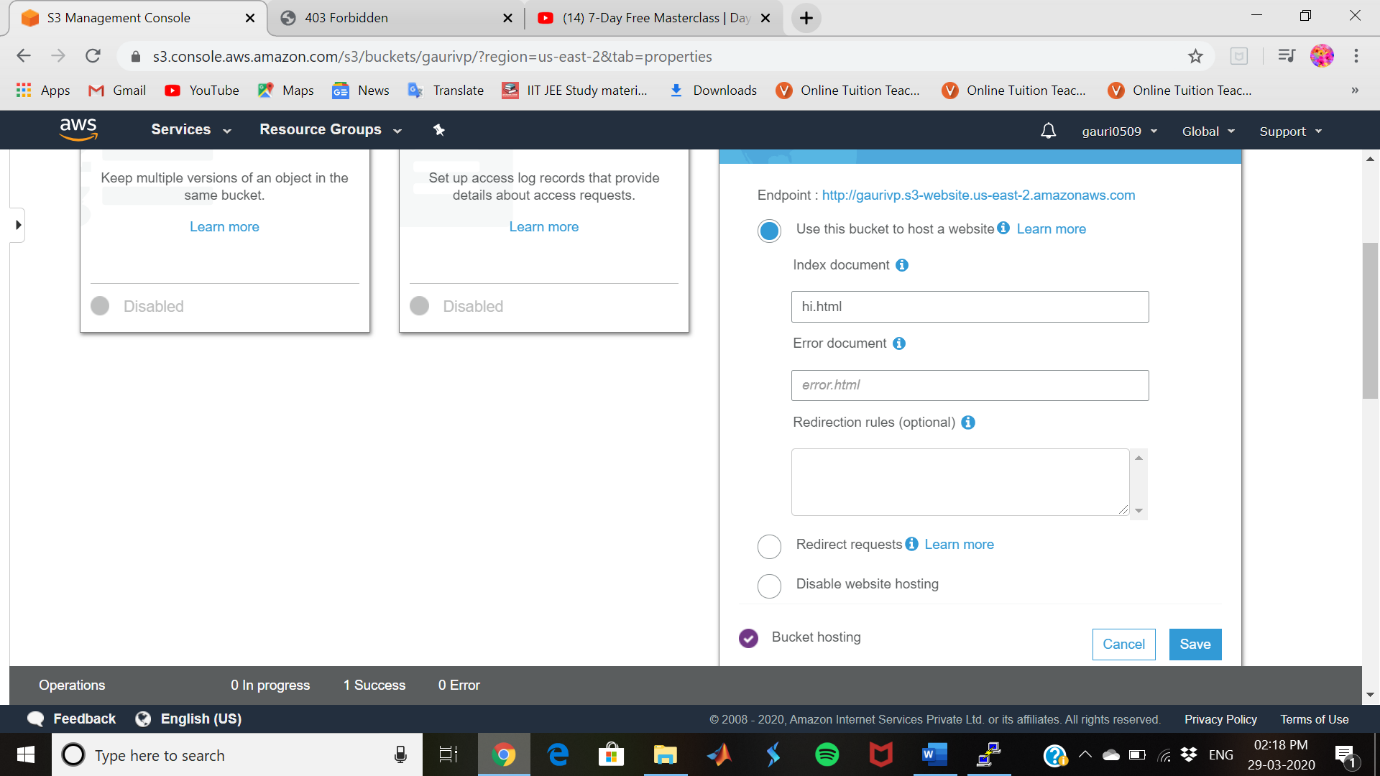 S3 Management Console
403 Forbidden
(14) 7-Day Free Masterclass | Day
s3.console.aws.amazon.com/s3/buckets/gaurivp/?region=us-east-2&tab=properties
Apps Gmail YouTube Maps News Translate IIT JEE Study materi... Downloads Online Tuition Teac... Online Tuition Teac... Online Tuition Teac... »
aws Services Resource Groups gauri0509 Global Support
Keep multiple versions of an object in the
same bucket.
Learn more
Disabled
Set up access log records that provide
details about access requests.
Learn more
Disabled
Endpoint : http://gaurivp.s3-website.us-east-2.amazonaws.com
Use this bucket to host a website Learn more
Index document
hi.html
Error document
error.html
Redirection rules (optional)
Redirect requests Learn more
Disable website hosting
Bucket hosting
Cancel Save
Operations 0 In progress 1 Success 0 Error
Feedback English (US) © 2008 - 2020, Amazon Internet Services Private Ltd. or its affiliates. All rights reserved. Privacy Policy Terms of Use
Type here to search ENG 02:18 PM
29-03-2020 1